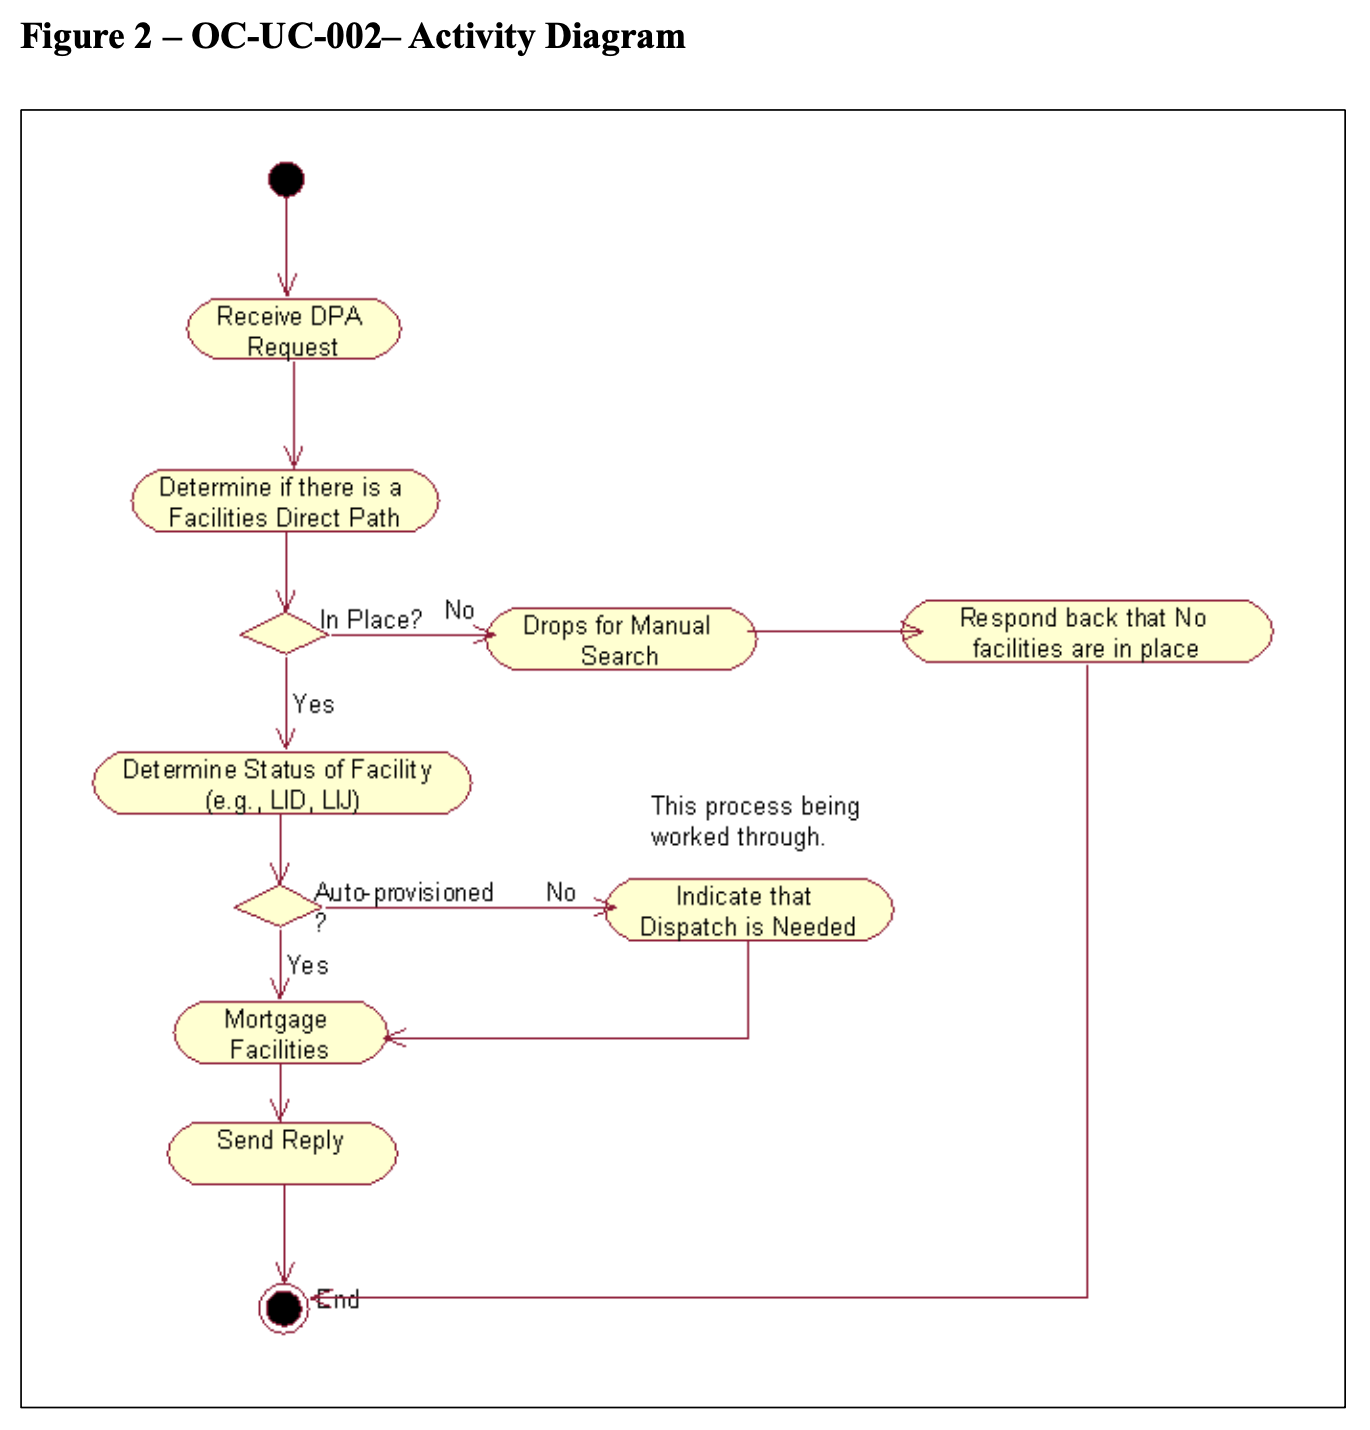 Figure 2 – OC-UC-002– Activity Diagram
Receive DPA
Request
Determine if there is a
Facilities Direct Path
In Place?
No
Drops for Manual
Search
Respond back that No
facilities are in place
Yes
Determine Status of Facility
(e.g., LID, LIJ)
This process being
worked through.
Auto-provisioned
?
No
Indicate that
Dispatch is Needed
Yes
Mortgage
Facilities
Send Reply
End